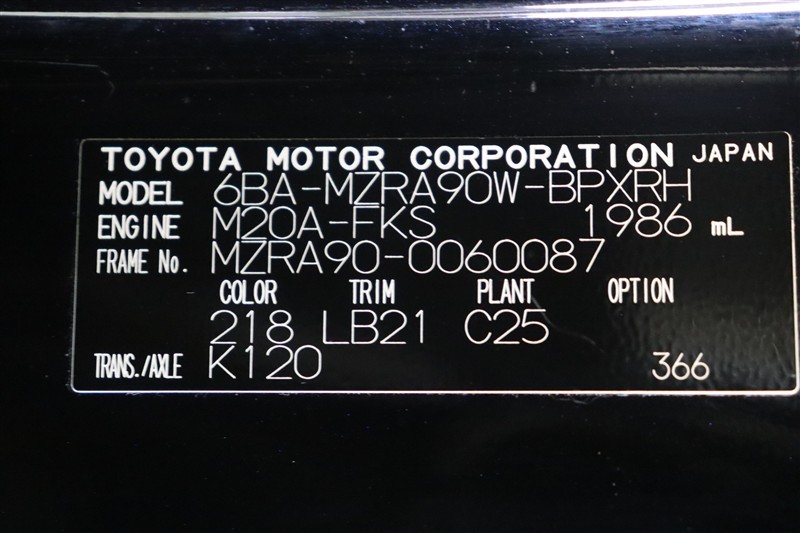 TOYOTA MOTOR CORPORATION JAPAN
MODEL 6BA-MZRA90W-BPXRH
ENGINE M20A-FKS 1986 mL
FRAME No. MZRA90-0060087
COLOR TRIM PLANT OPTION
218 LB21 C25
TRANS./AXLE K120 366